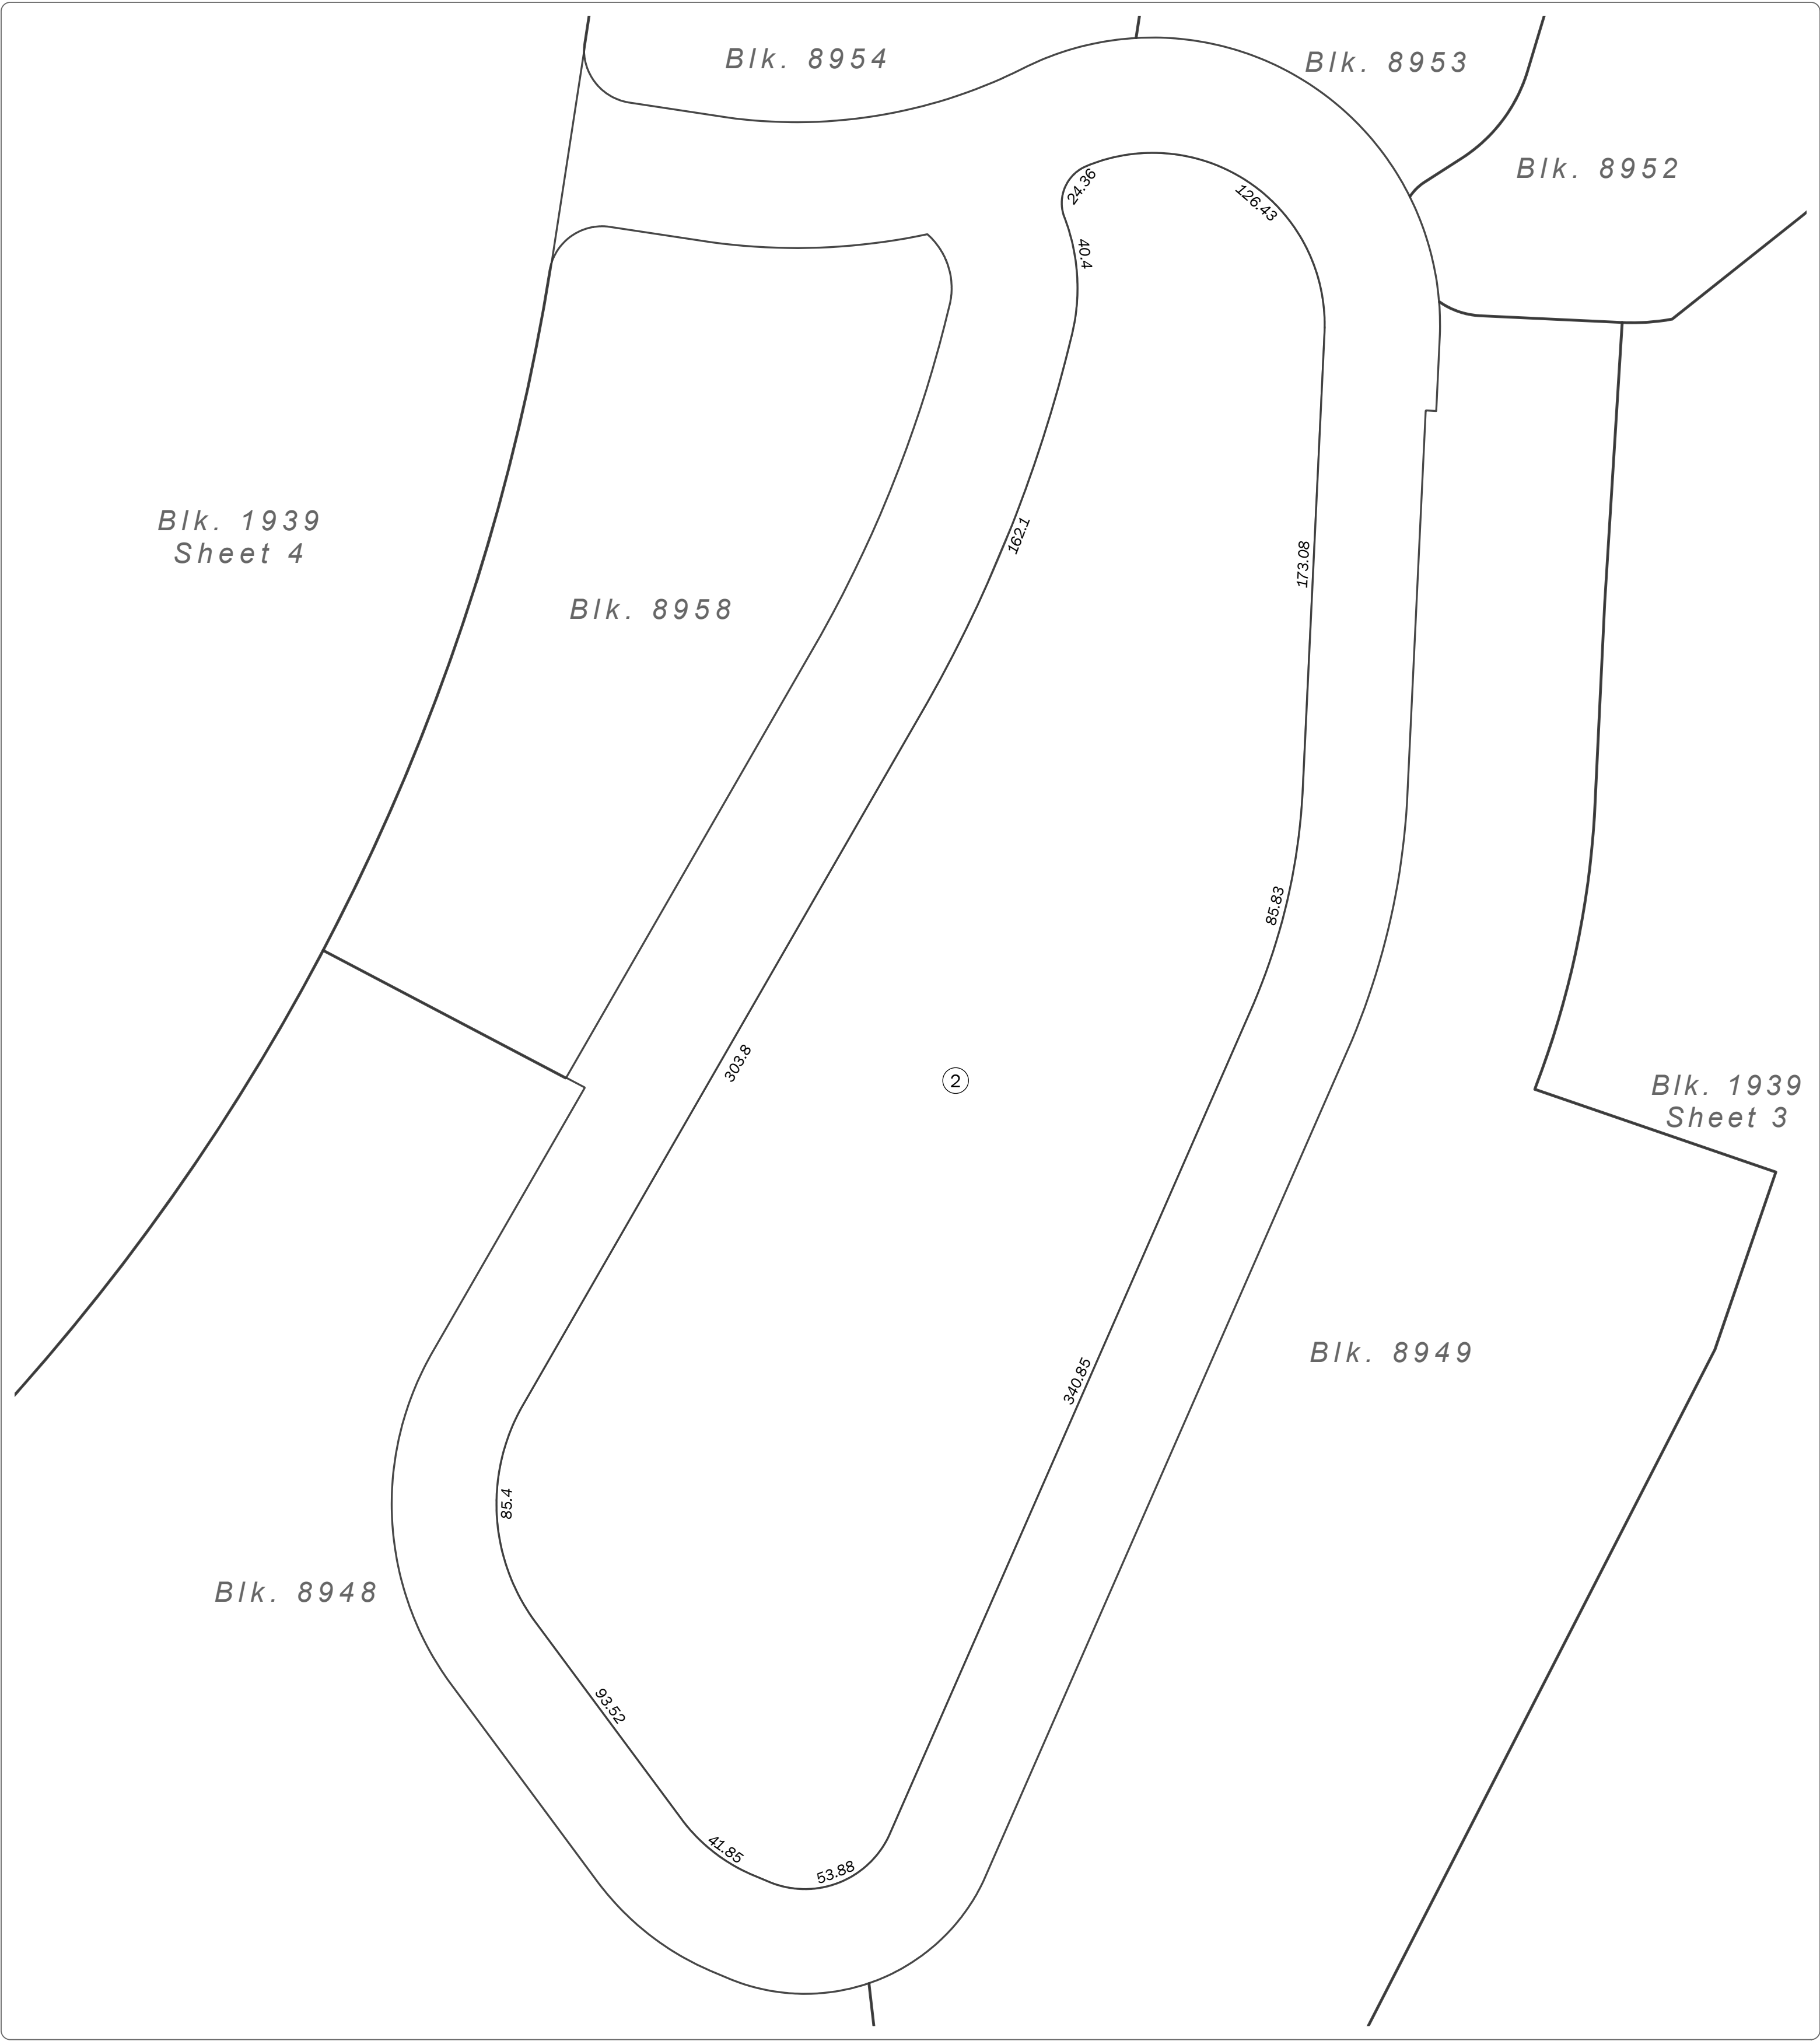 Blk. 8954
Blk. 8953
Blk. 8952
24.36
126.43
40.4
Blk. 1939
Sheet 4
162.1
173.08
Blk. 8958
85.83
303.8
2
Blk. 1939
Sheet 3
Blk. 8949
340.85
85.4
Blk. 8948
93.52
41.85
53.88